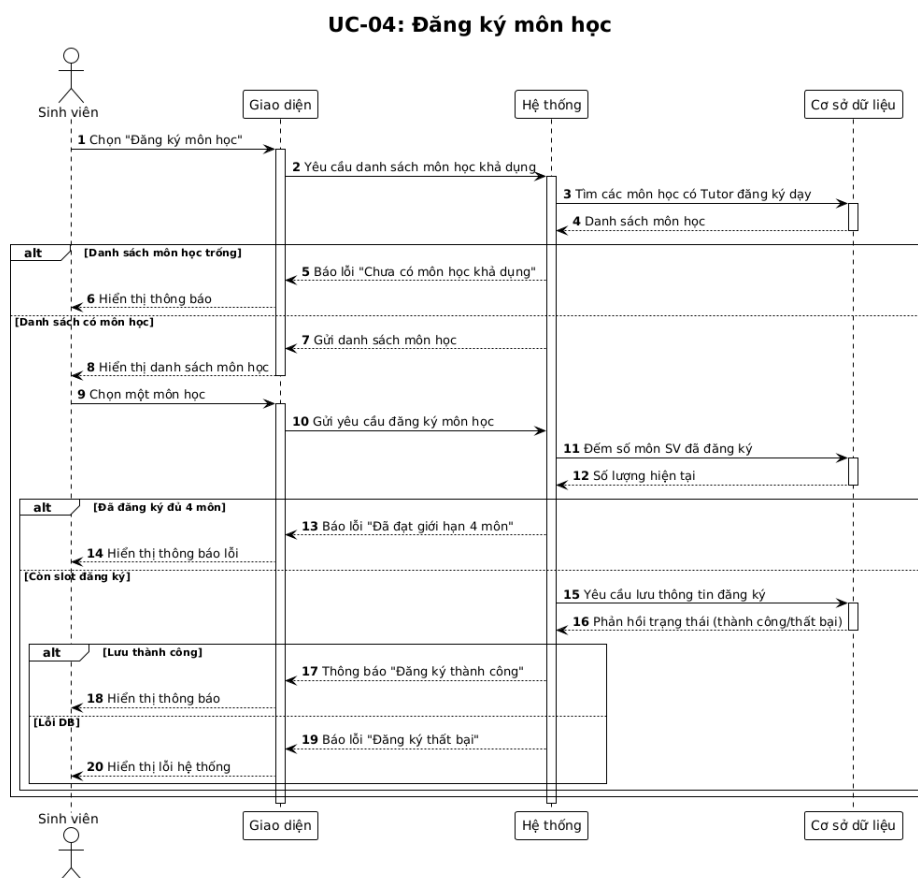 UC-04: Đăng ký môn học
Sinh viên
Giao diện
Hệ thống
Cơ sở dữ liệu
1 Chọn "Đăng ký môn học"
2 Yêu cầu danh sách môn học khả dụng
3 Tìm các môn học có Tutor đăng ký dạy
4 Danh sách môn học
alt [Danh sách môn học trống]
5 Báo lỗi "Chưa có môn học khả dụng"
6 Hiển thị thông báo
[Danh sách có môn học]
7 Gửi danh sách môn học
8 Hiển thị danh sách môn học
9 Chọn một môn học
10 Gửi yêu cầu đăng ký môn học
11 Đếm số môn SV đã đăng ký
12 Số lượng hiện tại
alt [Đã đăng ký đủ 4 môn]
13 Báo lỗi "Đã đạt giới hạn 4 môn"
14 Hiển thị thông báo lỗi
[Còn slot đăng ký]
15 Yêu cầu lưu thông tin đăng ký
16 Phản hồi trạng thái (thành công/thất bại)
alt [Lưu thành công]
17 Thông báo "Đăng ký thành công"
18 Hiển thị thông báo
[Lỗi DB]
19 Báo lỗi "Đăng ký thất bại"
20 Hiển thị lỗi hệ thống
Sinh viên
Giao diện
Hệ thống
Cơ sở dữ liệu